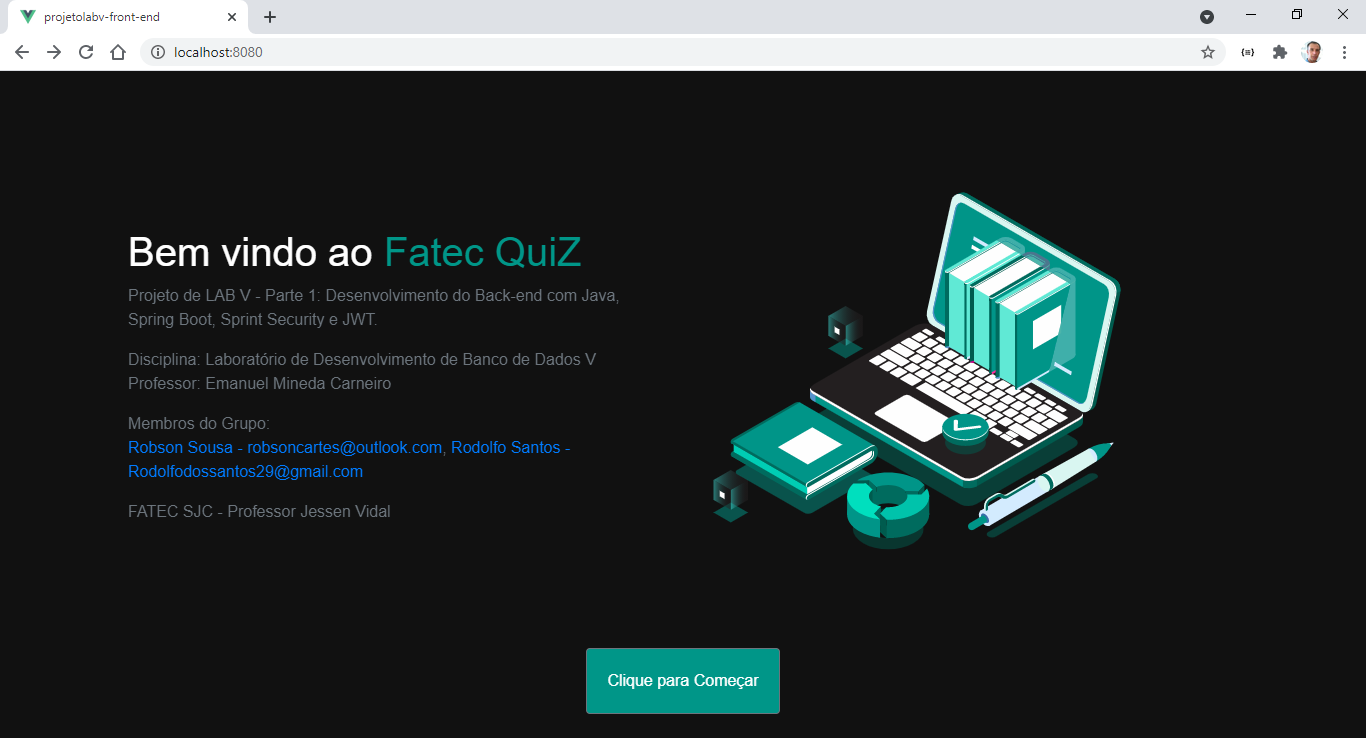 projetolabv-front-end
localhost:8080
Bem vindo ao Fatec QuiZ
Projeto de LAB V - Parte 1: Desenvolvimento do Back-end com Java,
Spring Boot, Sprint Security e JWT.
Disciplina: Laboratório de Desenvolvimento de Banco de Dados V
Professor: Emanuel Mineda Carneiro
Membros do Grupo:
Robson Sousa - robsoncartes@outlook.com, Rodolfo Santos -
Rodolfodossantos29@gmail.com
FATEC SJC - Professor Jessen Vidal
Clique para Começar